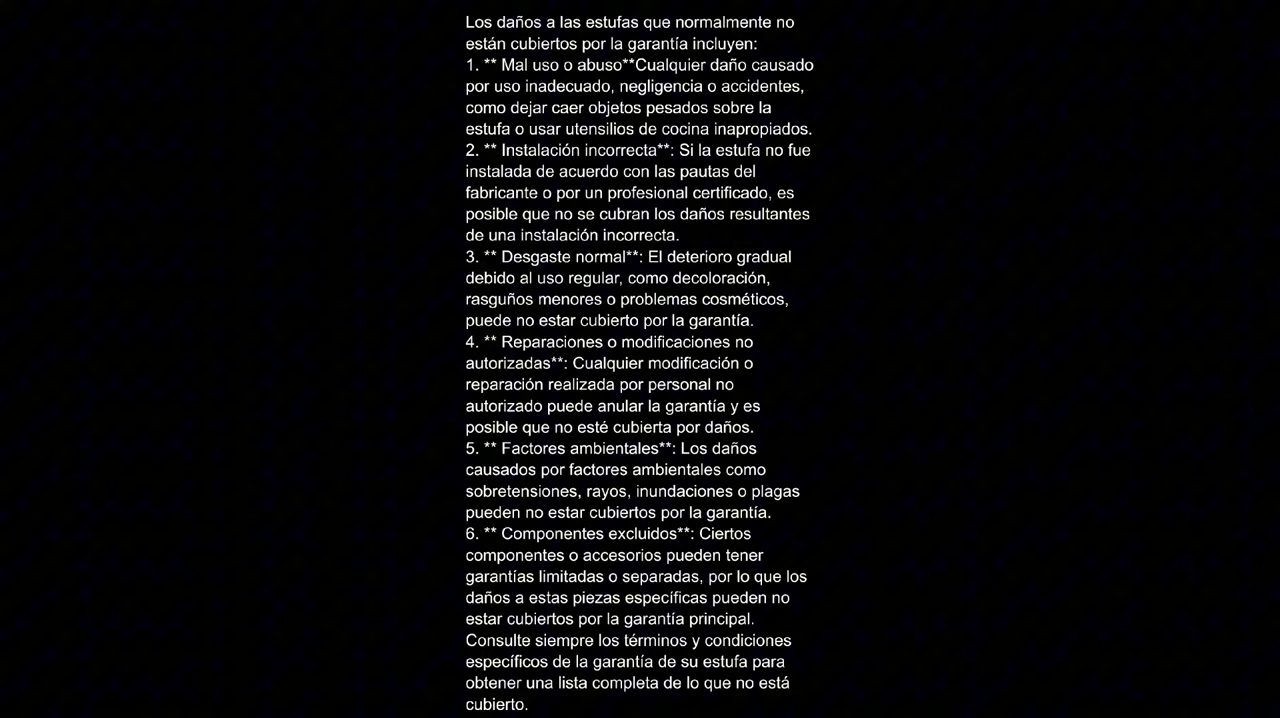 Los daños a las estufas que normalmente no
están cubiertos por la garantía incluyen:
1. ** Mal uso o abuso**Cualquier daño causado
por uso inadecuado, negligencia o accidentes,
como dejar caer objetos pesados sobre la
estufa o usar utensilios de cocina inapropiados.
2. ** Instalación incorrecta**: Si la estufa no fue
instalada de acuerdo con las pautas del
fabricante o por un profesional certificado, es
posible que no se cubran los daños resultantes
de una instalación incorrecta.
3. ** Desgaste normal**: El deterioro gradual
debido al uso regular, como decoloración,
rasguños menores o problemas cosméticos,
puede no estar cubierto por la garantía.
4. ** Reparaciones o modificaciones no
autorizadas**: Cualquier modificación o
reparación realizada por personal no
autorizado puede anular la garantía y es
posible que no esté cubierta por daños.
5. ** Factores ambientales**: Los daños
causados por factores ambientales como
sobretensiones, rayos, inundaciones o plagas
pueden no estar cubiertos por la garantía.
6. ** Componentes excluidos**: Ciertos
componentes o accesorios pueden tener
garantías limitadas o separadas, por lo que los
daños a estas piezas específicas pueden no
estar cubiertos por la garantía principal.
Consulte siempre los términos y condiciones
específicos de la garantía de su estufa para
obtener una lista completa de lo que no está
cubierto.